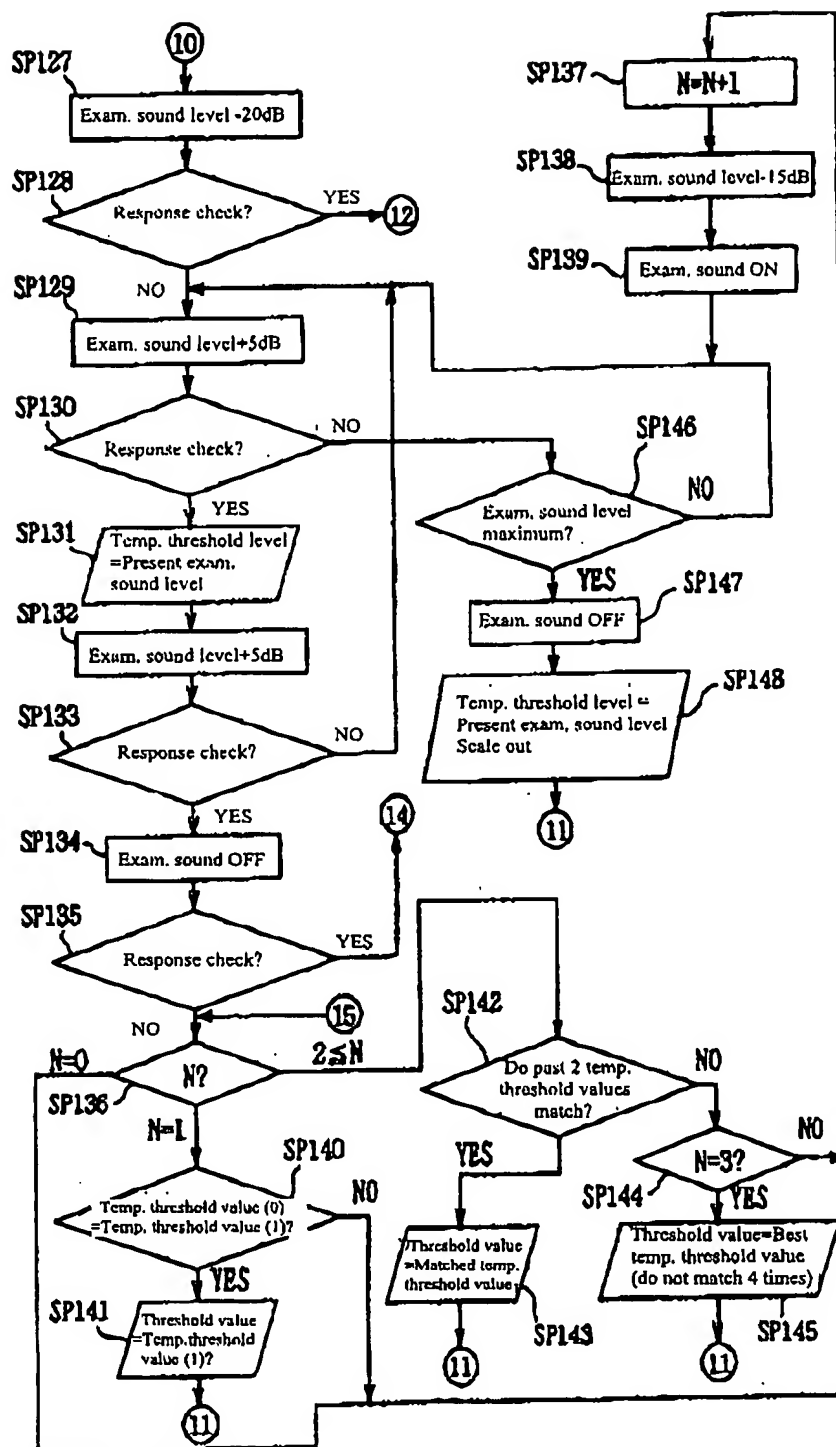 10
SP127
Exam. sound level -20dB
SP128
Response check?
YES
12
NO
SP129
Exam. sound level+5dB
SP130
Response check?
NO
YES
SP131
Temp. threshold level
=Present exam.
sound level
SP132
Exam. sound level+5dB
SP133
Response check?
NO
YES
SP134
Exam. sound OFF
14
SP135
Response check?
YES
NO
15
N=0
N?
2≦N
SP136
N=1
SP140
Temp. threshold value (0)
=Temp. threshold value (1)?
NO
YES
SP141
Threshold value
=Temp.threshold
value (1)?
11
SP137
N=N+1
SP138
Exam. sound level-15dB
SP139
Exam. sound ON
SP146
Exam. sound level
maximum?
NO
YES
SP147
Exam. sound OFF
SP148
Temp. threshold level =
Present exam. sound level
Scale out
11
SP142
Do past 2 temp.
threshold values
match?
NO
YES
SP144
N=3?
NO
YES
Threshold value
=Matched temp.
threshold value
SP143
11
Threshold value=Best
temp. threshold value
(do not match 4 times)
SP145
11